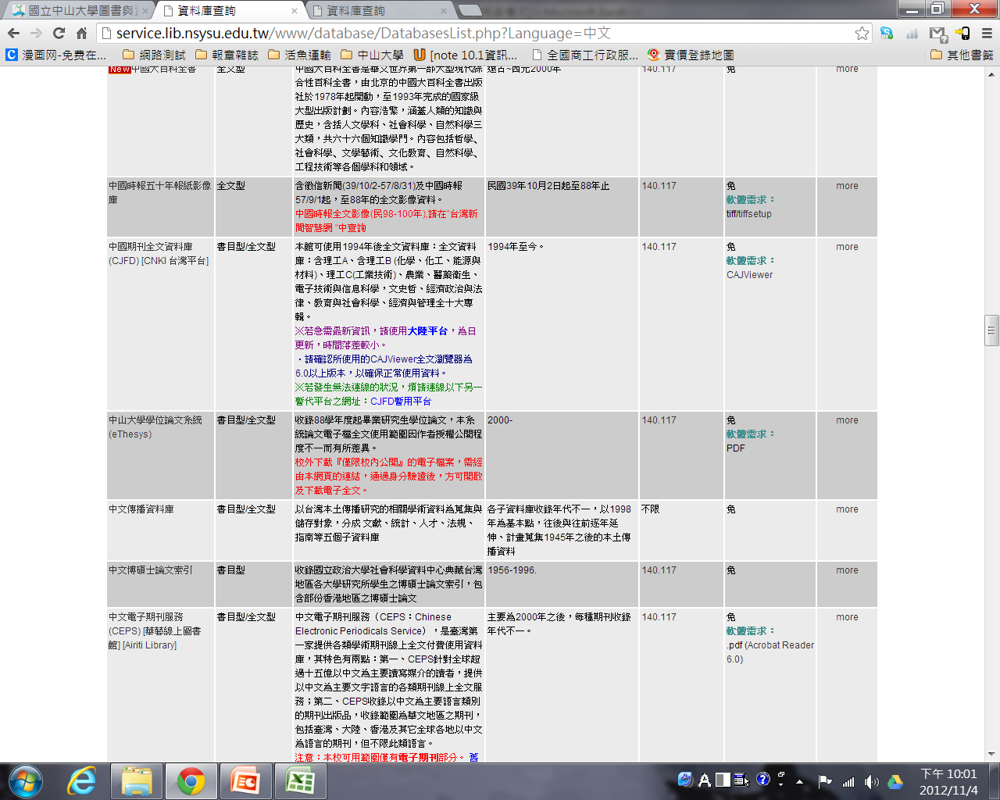 國立中山大學圖書與資
資料庫查詢
資料庫查詢
service.lib.nsysu.edu.tw/www/database/DatabasesList.php?Language=中文
漫画网-免费在...
網路測試
報章雜誌
活魚運輸
中山大學
[note 10.1資訊...
全國商工行政服...
實價登錄地圖
其他書籤
New 中國大百科全書
全文型
中國大百科全書是華文世界第一部大型現代綜
合性百科全書，由北京的中國大百科全書出版
社於1978年起開動，至1993年完成的國家級
大型出版計劃。內容浩繁，涵蓋人類的知識與
歷史，含括人文學科、社會科學、自然科學三
大類，共六十六個知識學門。內容包括哲學、
社會科學、文學藝術、文化教育、自然科學、
工程技術等各個學科和領域。
遠古~西元2000年
140.117
免
more
中國時報五十年報紙影像
庫
全文型
含徵信新聞(39/10/2-57/8/31)及中國時報
57/9/1起，至88年的全文影像資料。
中國時報全文影像(民98-100年),請在"台灣新
聞智慧網 "中查詢
民國39年10月2日起至88年止
140.117
免
軟體需求：
tiff/tiffsetup
more
中國期刊全文資料庫
(CJFD) [CNKI 台灣平台]
書目型/全文型
本館可使用1994年後全文資料庫：全文資料
庫：含理工A、含理工B (化學、化工、能源與
材料)、理工C(工業技術)、農業、醫藥衛生、
電子技術與信息科學，文史哲、經濟政治與法
律、教育與社會科學、經濟與管理全十大專
輯。
※若急需最新資訊，請使用大陸平台，為日
更新，時間落差較小。
．請確認所使用的CAJViewer全文瀏覽器為
6.0以上版本，以確保正常使用資料。
※若發生無法連線的狀況，煩請連線以下另一
暫代平台之網址：CJFD暫用平台
1994年至今。
140.117
免
軟體需求：
CAJViewer
more
中山大學學位論文系統
(eThesys)
書目型/全文型
收錄88學年度起畢業研究生學位論文，本系
統論文電子檔全文使用範圍因作者授權公開程
度不一而有所差異。
校外下載『僅限校內公開』的電子檔案，需經
由本網頁的連結，通過身分驗證後，方可開啟
及下載電子全文。
2000-
140.117
免
軟體需求：
PDF
more
中文傳播資料庫
書目型/全文型
以台灣本土傳播研究的相關學術資料為蒐集與
儲存對象，分成 文獻、統計、人才、法規、
指南等五個子資料庫
各子資料庫收錄年代不一，以1998
年為基本點，往後與往前逐年延
伸、計畫蒐集1945年之後的本土傳
播資料
不限
免
more
中文博碩士論文索引
書目型
收錄國立政治大學社會科學資料中心典藏台灣
地區各大學研究所學生之博碩士論文索引，包
含部份香港地區之博碩士論文
1956-1996.
140.117
免
more
中文電子期刊服務
(CEPS) [華藝線上圖書
館] [Airiti Library]
書目型/全文型
中文電子期刊服務（CEPS：Chinese
Electronic Periodicals Service），是臺灣第
一家提供各類學術期刊線上全文付費使用資料
庫，其特色有兩點：第一、CEPS針對全球超
過十五億以中文為主要讀寫媒介的讀者，提供
以中文為主要文字語言的各類期刊線上全文服
務；第二、CEPS收錄以中文為主要語言類別
的期刊出版品，收錄範圍為華文地區之期刊，
包括臺灣、大陸、香港及其它全球各地以中文
為語言的期刊，但不限此類語言。
注意：本校可用範圍僅有電子期刊部分。 舊
主要為2000年之後，每種期刊收錄
年代不一。
140.117
免
軟體需求：
.pdf (Acrobat Reader
6.0)
more
下午 10:01
2012/11/4